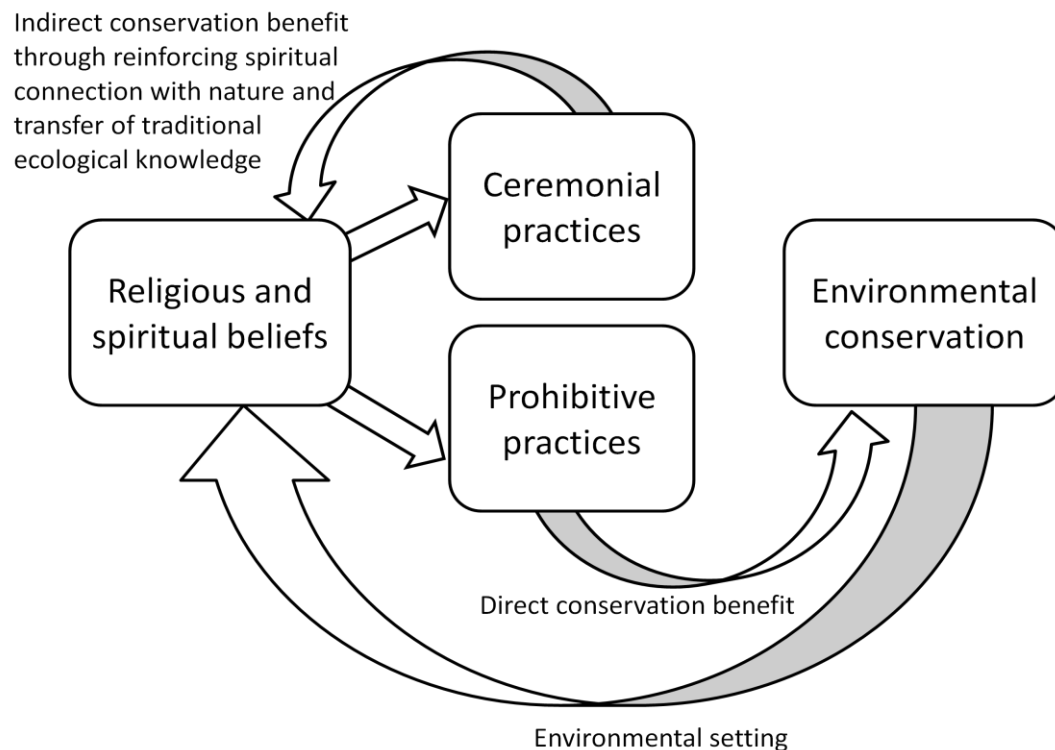 Indirect conservation benefit
through reinforcing spiritual
connection with nature and
transfer of traditional
ecological knowledge
Ceremonial
practices
Religious and
spiritual beliefs
Environmental
conservation
Prohibitive
practices
Direct conservation benefit
Environmental setting